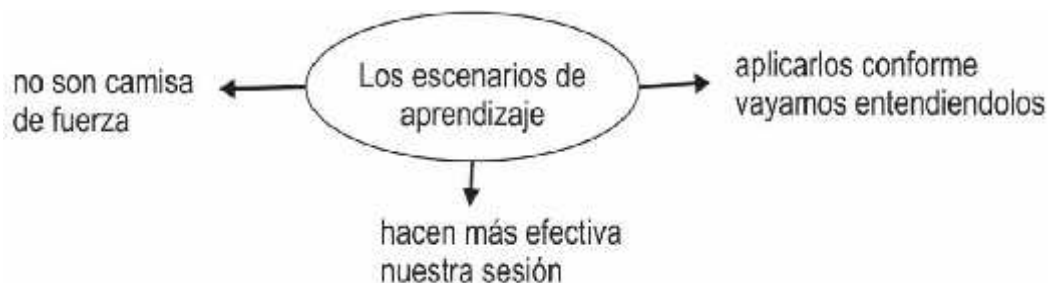 Los escenarios de
aprendizaje
no son camisa
de fuerza
aplicarlos conforme
vayamos entendiendolos
hacen más efectiva
nuestra sesión